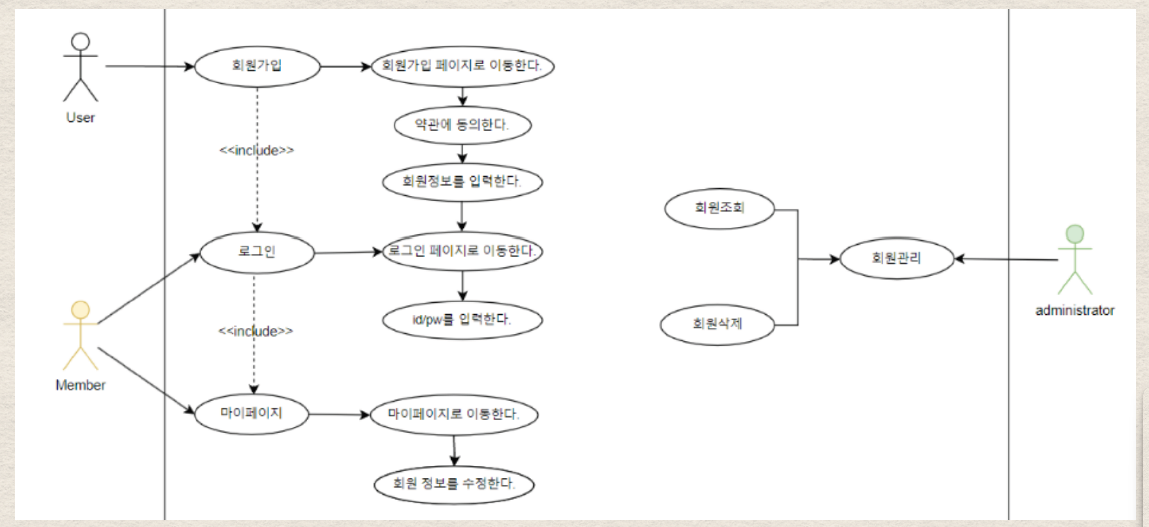 회원가입
회원가입 페이지로 이동한다.
User
약관에 동의한다.
<<include>>
회원정보를 입력한다.
회원조회
로그인
로그인 페이지로 이동한다.
회원관리
administrator
id/pw를 입력한다.
회원삭제
<<include>>
Member
마이페이지
마이페이지로 이동한다.
회원 정보를 수정한다.